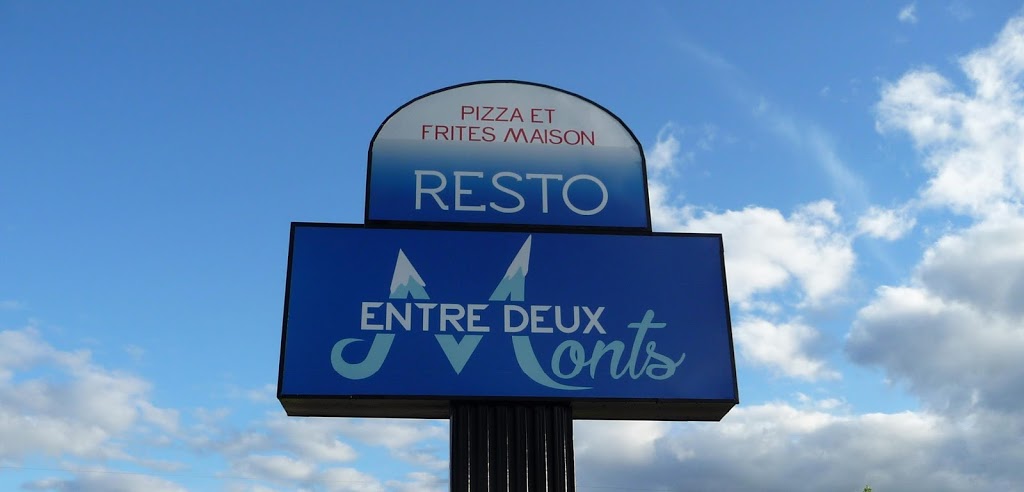 PIZZA ET
FRITES MAISON
RESTO
ENTRE DEUX
Monts